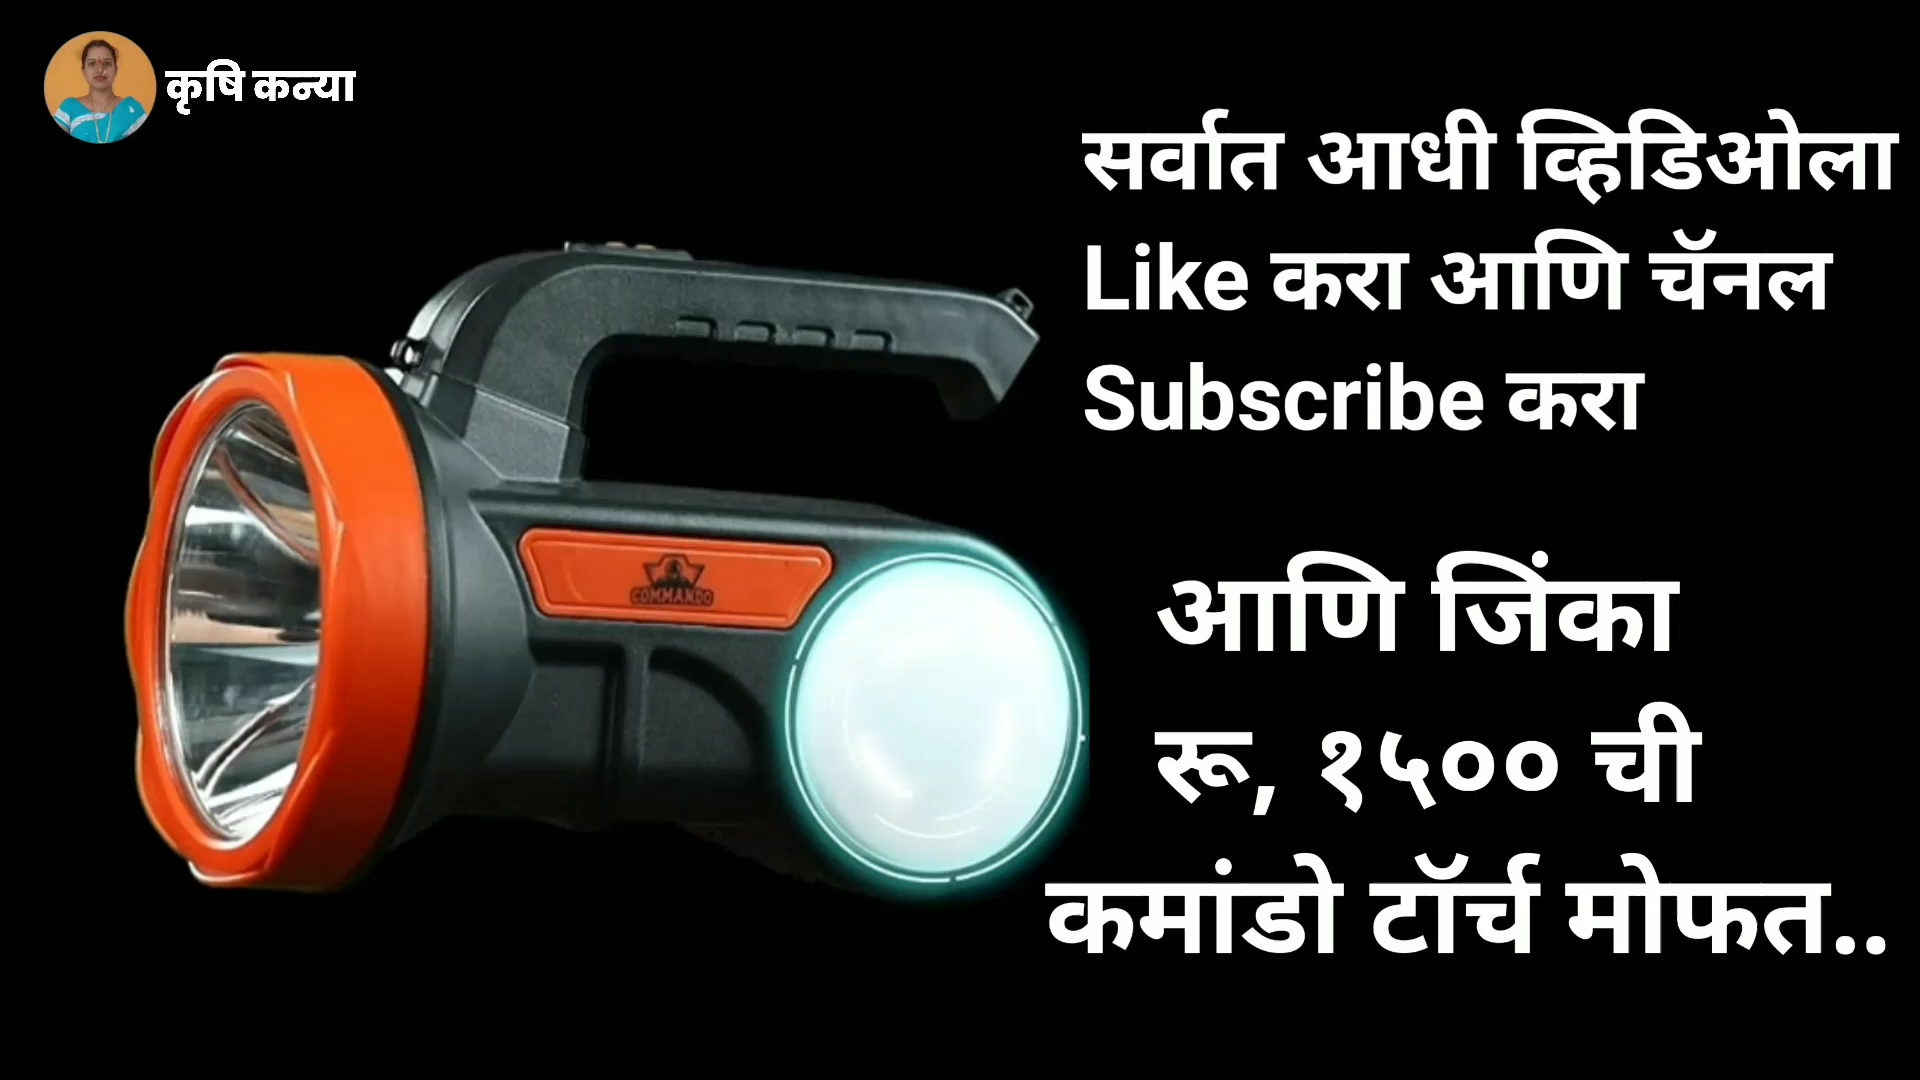 कृषि कन्या
सर्वात आधी व्हिडिओला
Like करा आणि चॅनल
Subscribe करा
COMMANDO
आणि जिंका
रू, १५०० ची
कमांडो टॉर्च मोफत..